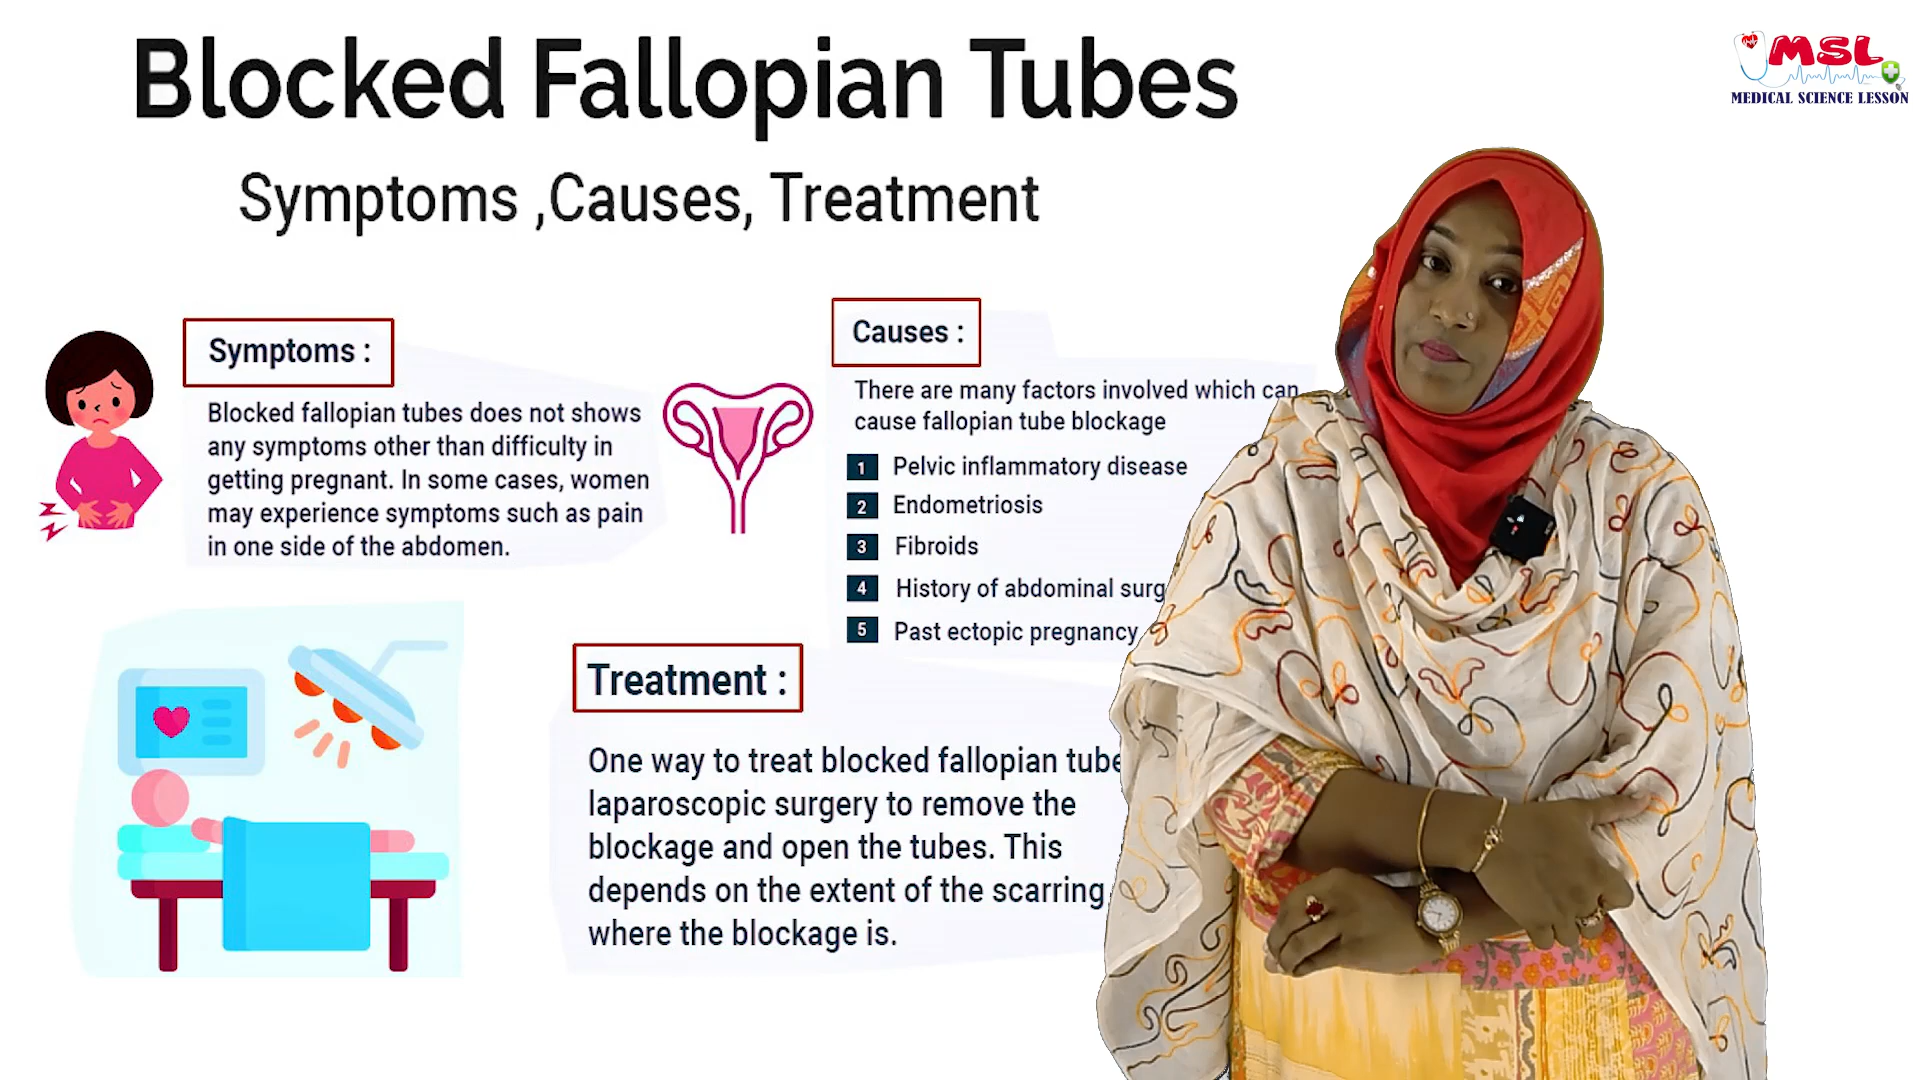 Blocked Fallopian Tubes
Symptoms ,Causes, Treatment
MSL
MEDICAL SCIENCE LESSON
Symptoms :
Blocked fallopian tubes does not shows
any symptoms other than difficulty in
getting pregnant. In some cases, women
may experience symptoms such as pain
in one side of the abdomen.
Causes :
There are many factors involved which can
cause fallopian tube blockage
1 Pelvic inflammatory disease
2 Endometriosis
3 Fibroids
4 History of abdominal surg
5 Past ectopic pregnancy
Treatment :
One way to treat blocked fallopian tube
laparoscopic surgery to remove the
blockage and open the tubes. This
depends on the extent of the scarring
where the blockage is.